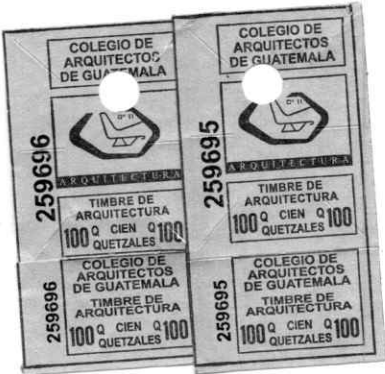 COLEGIO DE
ARQUITECTOS
DE GUATEMALA
259696
ARQUITECTURA
TIMBRE DE
ARQUITECTURA
100 Q CIEN Q 100
QUETZALES
COLEGIO DE
ARQUITECTOS
DE GUATEMALA
259696
TIMBRE DE
ARQUITECTURA
100 Q CIEN Q 100
QUETZALES
COLEGIO DE
ARQUITECTOS
DE GUATEMALA
259695
ARQUITECTURA
TIMBRE DE
ARQUITECTURA
100 Q CIEN Q 100
QUETZALES
COLEGIO DE
ARQUITECTOS
DE GUATEMALA
259695
TIMBRE DE
ARQUITECTURA
100 Q CIEN Q 100
QUETZALES